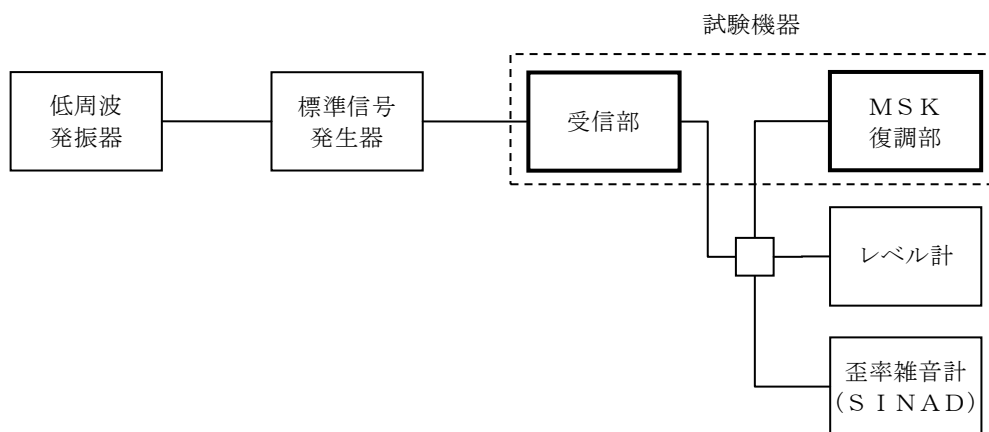 試験機器
低周波
発振器
標準信号
発生器
受信部
ＭＳＫ
復調部
レベル計
歪率雑音計
(ＳＩＮＡＤ)